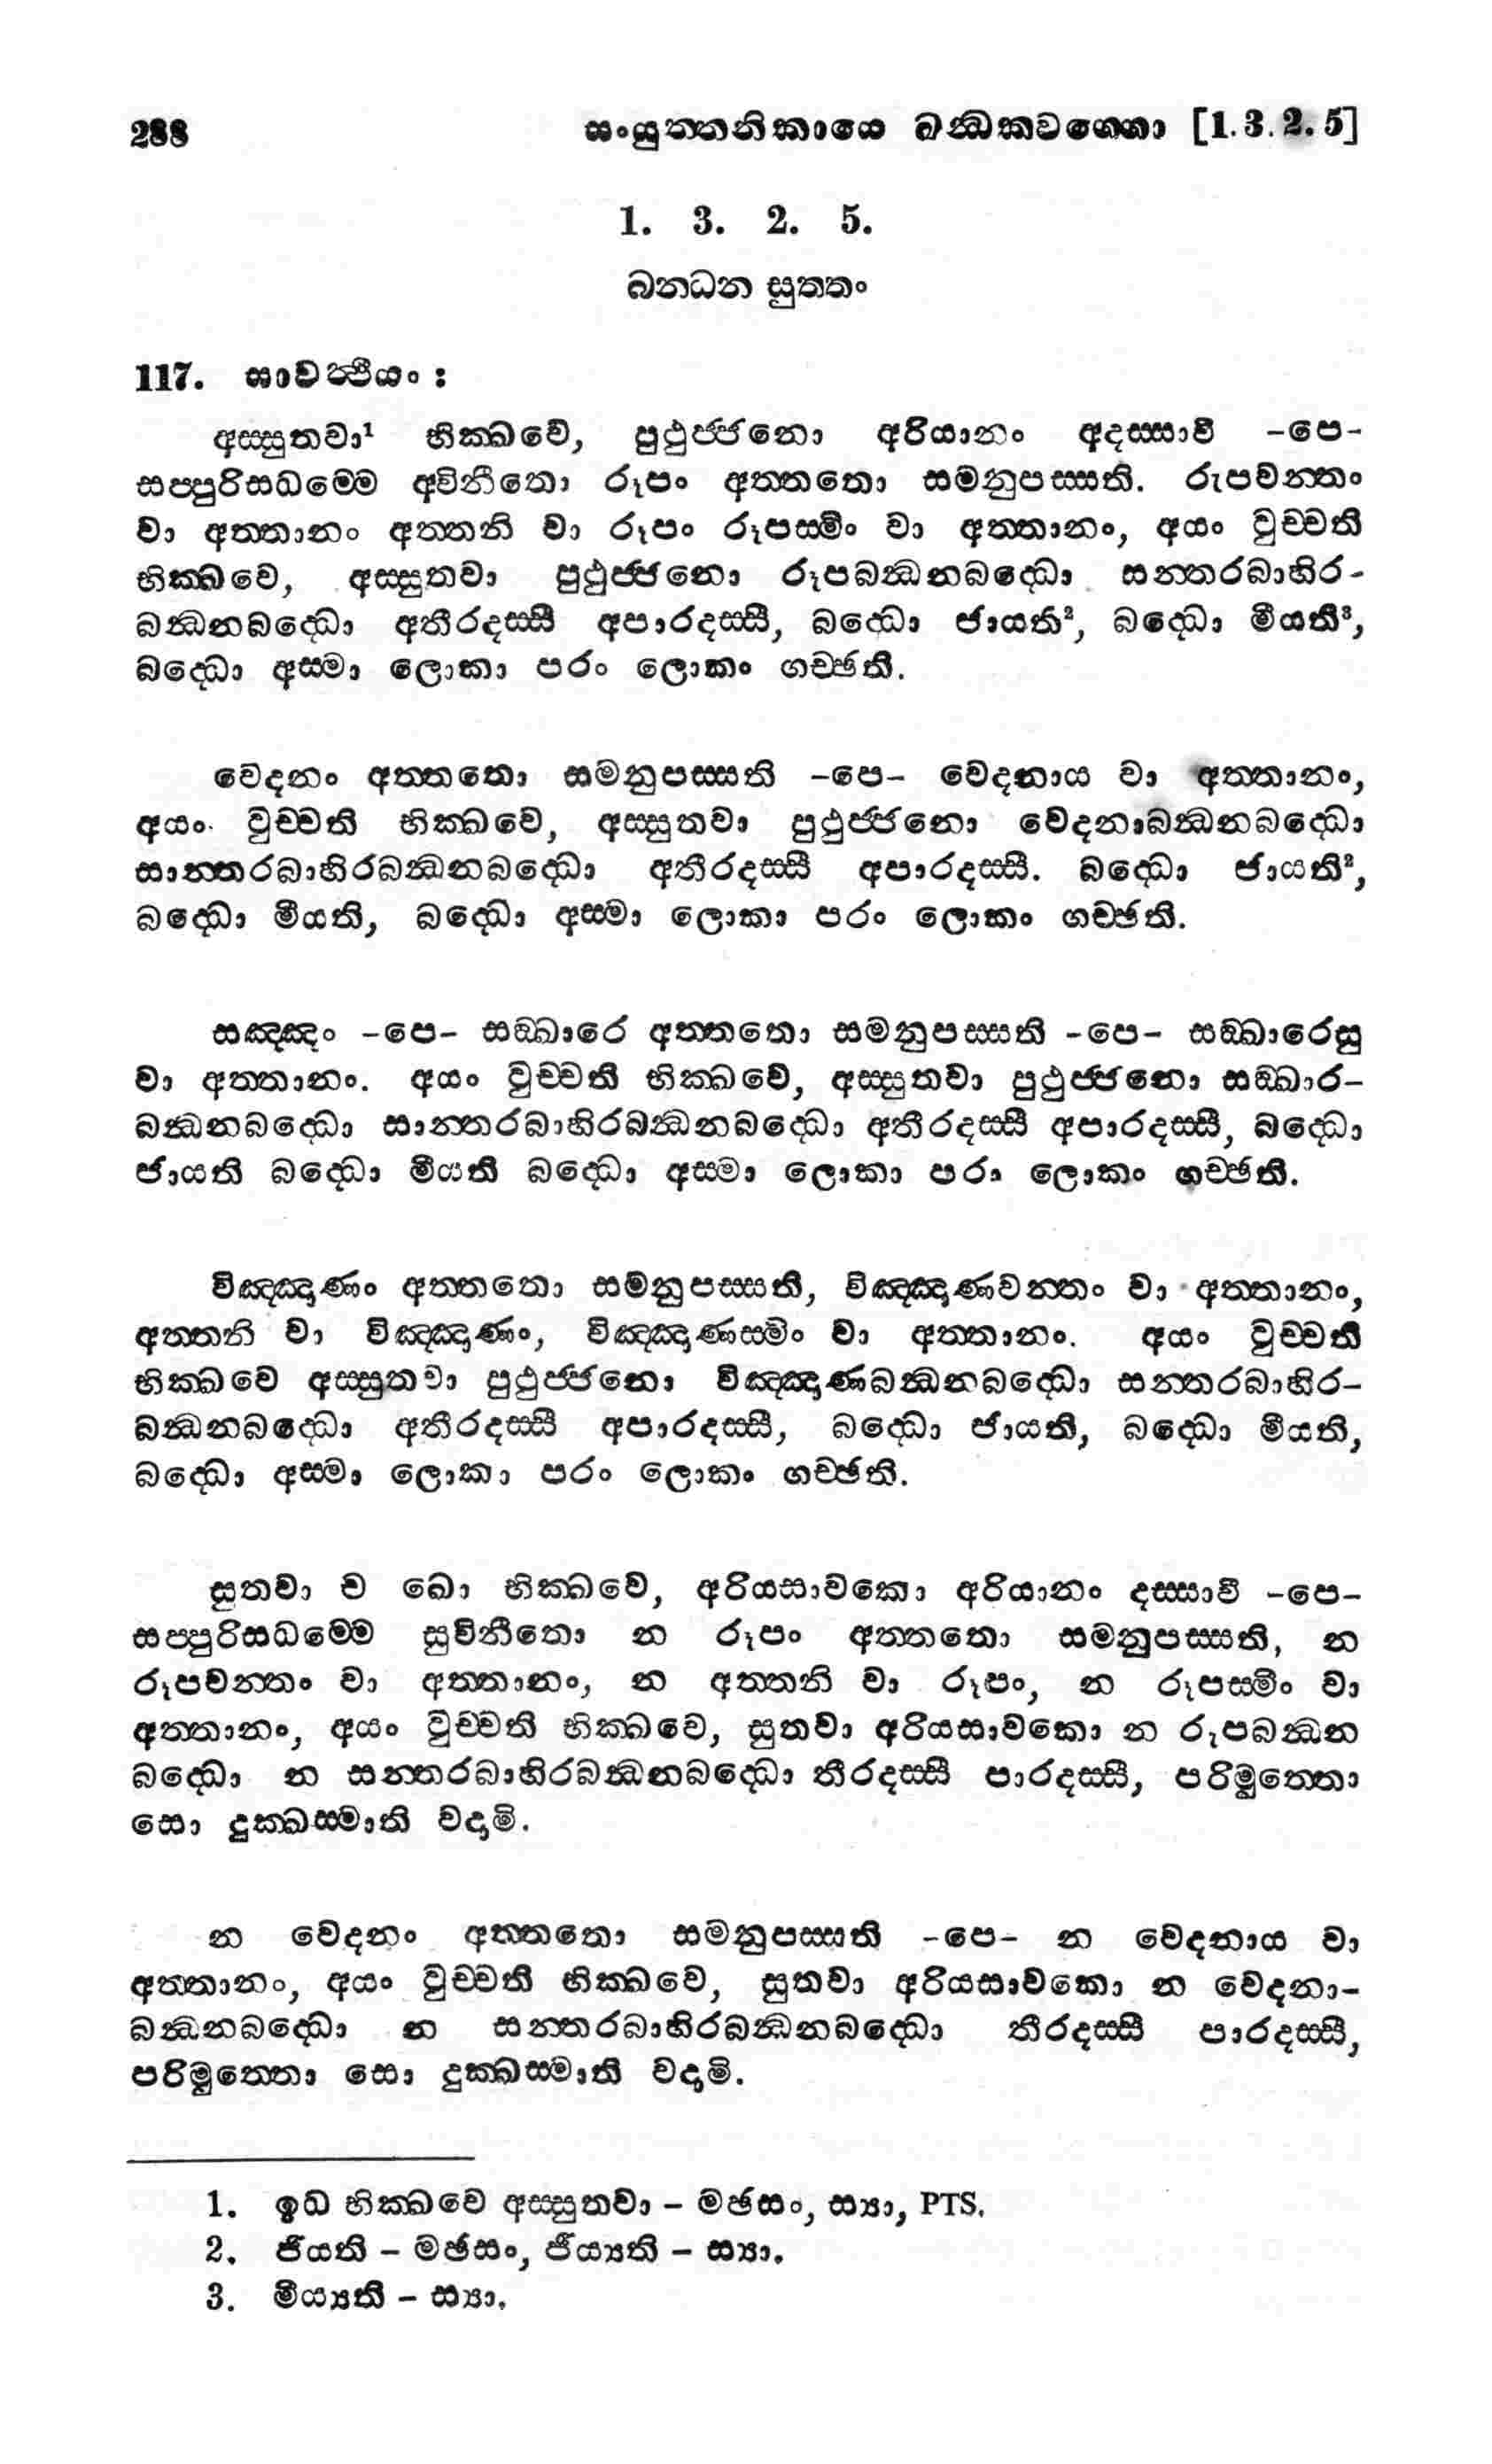 288 සංයුත්තනිකායෙ ඛන්ධකවග්ගො [1. 3. 2. 5]
1. 3. 2. 5.
බන්ධන සුත්තං
117. සාවත්ථියං :
අස්සුතවා¹ භික්ඛවෙ, පුථුජ්ජනො අරියානං අදස්සාවී -පෙ-
සප්පුරිසධම්මෙ අවිනීතො රූපං අත්තතො සමනුපස්සති. රූපවන්තං
වා අත්තානං අත්තනි වා රූපං රූපස්මිං වා අත්තානං, අයං වුච්චති
භික්ඛවෙ, අස්සුතවා පුථුජ්ජනො රූපබන්ධනබද්ධො සන්තරබාහිර-
බන්ධනබද්ධො අතීරදස්සී අපාරදස්සී, බද්ධො ජායති², බද්ධො මීයති³,
බද්ධො අස්මා ලොකා පරං ලොකං ගච්ඡති.
වෙදනං අත්තතො සමනුපස්සති -පෙ- වෙදනාය වා අත්තානං,
අයං වුච්චති භික්ඛවෙ, අස්සුතවා පුථුජ්ජනො වෙදනාබන්ධනබද්ධො
සාන්තරබාහිරබන්ධනබද්ධො අතීරදස්සී අපාරදස්සී. බද්ධො ජායති²,
බද්ධො මීයති, බද්ධො අස්මා ලොකා පරං ලොකං ගච්ඡති.
සඤ්ඤං -පෙ- සඞ්ඛාරෙ අත්තතො සමනුපස්සති -පෙ- සඞ්ඛාරෙසු
වා අත්තානං. අයං වුච්චති භික්ඛවෙ, අස්සුතවා පුථුජ්ජනො සඞ්ඛාර-
බන්ධනබද්ධො සාන්තරබාහිරබන්ධනබද්ධො අතීරදස්සී අපාරදස්සී, බද්ධො
ජායති බද්ධො මීයති බද්ධො අස්මා ලොකා පරා ලොකං ගච්ඡති.
විඤ්ඤාණං අත්තතො සමනුපස්සති, විඤ්ඤාණවන්තං වා අත්තානං,
අත්තනි වා විඤ්ඤාණං, විඤ්ඤාණස්මිං වා අත්තානං. අයං වුච්චති
භික්ඛවෙ අස්සුතවා පුථුජ්ජනො විඤ්ඤාණබන්ධනබද්ධො සන්තරබාහිර-
බන්ධනබද්ධො අතීරදස්සී අපාරදස්සී, බද්ධො ජායති, බද්ධො මීයති,
බද්ධො අස්මා ලොකා පරං ලොකං ගච්ඡති.
සුතවා ච ඛො භික්ඛවෙ, අරියසාවකො අරියානං දස්සාවී -පෙ-
සප්පුරිසධම්මෙ සුවිනීතො න රූපං අත්තතො සමනුපස්සති, න
රූපවන්තං වා අත්තානං, න අත්තනි වා රූපං, න රූපස්මිං වා
අත්තානං, අයං වුච්චති භික්ඛවෙ, සුතවා අරියසාවකො න රූපබන්ධන
බද්ධො න සන්තරබාහිරබන්ධනබද්ධො තීරදස්සී පාරදස්සී, පරිමුත්තො
සො දුක්ඛස්මාති වදාමි.
න වෙදනං අත්තතො සමනුපස්සති -පෙ- න වෙදනාය වා
අත්තානං, අයං වුච්චති භික්ඛවෙ, සුතවා අරියසාවකො න වෙදනා-
බන්ධනබද්ධො න සන්තරබාහිරබන්ධනබද්ධො තීරදස්සී පාරදස්සී,
පරිමුත්තො සො දුක්ඛස්මාති වදාමි.
1. ඉධ භික්ඛවෙ අස්සුතවා - මඡසං, ස්‍යා, PTS.
2. ජීයති - මඡසං, ජීය්‍යති - ස්‍යා.
3. මීය්‍යති - ස්‍යා.